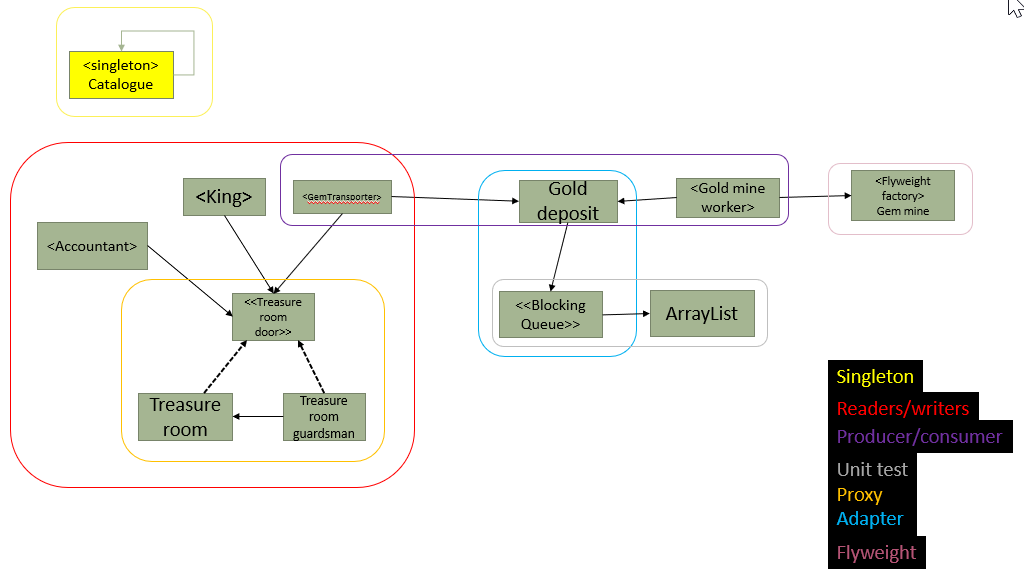 <singleton>
Catalogue
<King>
<GemTransporter>
Gold
deposit
<Gold mine
worker>
<Flyweight
factory>
Gem mine
<Accountant>
<<Treasure
room
door>>
<<Blocking
Queue>>
ArrayList
Treasure
room
Treasure
room
guardsman
Singleton
Readers/writers
Producer/consumer
Unit test
Proxy
Adapter
Flyweight